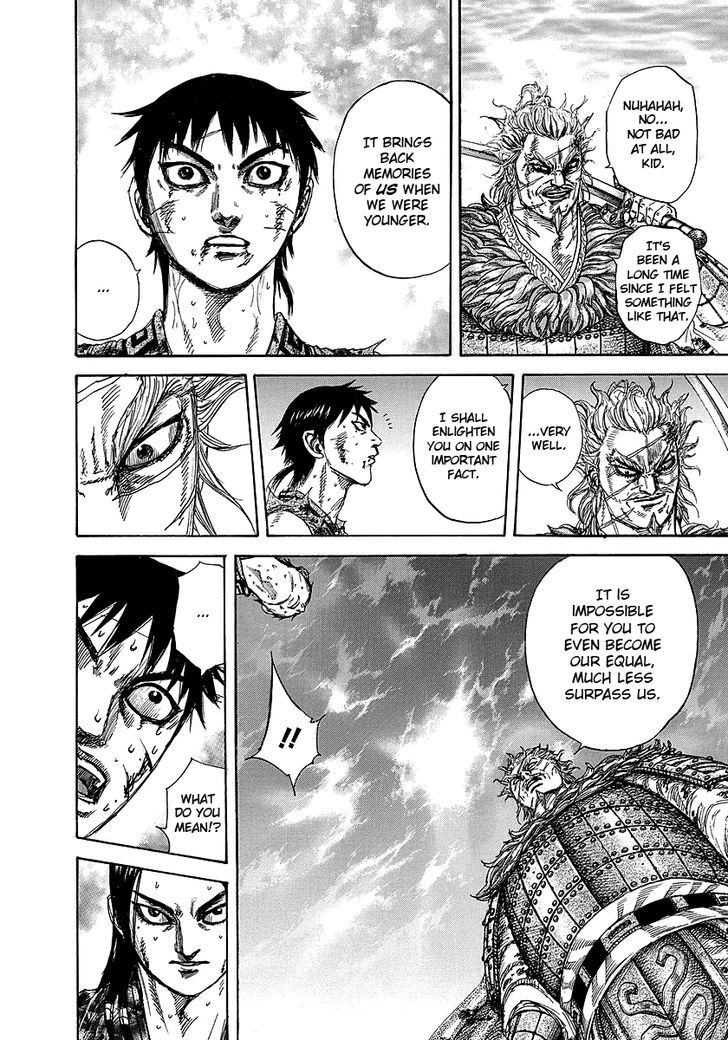 NUHAHAH,
NO...
NOT BAD
AT ALL,
KID.
IT'S
BEEN A
LONG TIME
SINCE I FELT
SOMETHING
LIKE THAT.
IT BRINGS
BACK
MEMORIES
OF US WHEN
WE WERE
YOUNGER.
...
...VERY
WELL.
I SHALL
ENLIGHTEN
YOU ON ONE
IMPORTANT
FACT.
IT IS
IMPOSSIBLE
FOR YOU TO
EVEN BECOME
OUR EQUAL,
MUCH LESS
SURPASS US.
!!
...
WHAT
DO YOU
MEAN!?